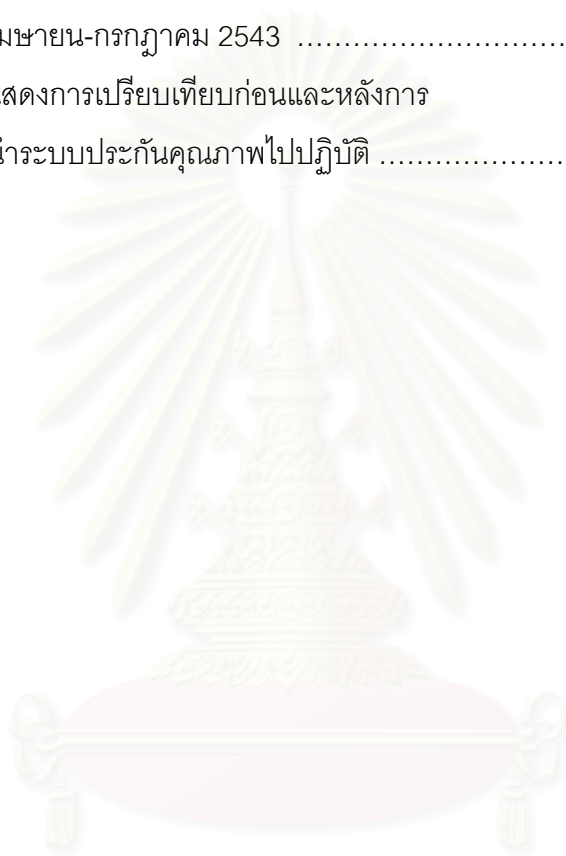 มษายน-กรกฎาคม 2543 ................................
สดงการเปรียบเทียบก่อนและหลังการ
นำระบบประกันคุณภาพไปปฏิบัติ ......................